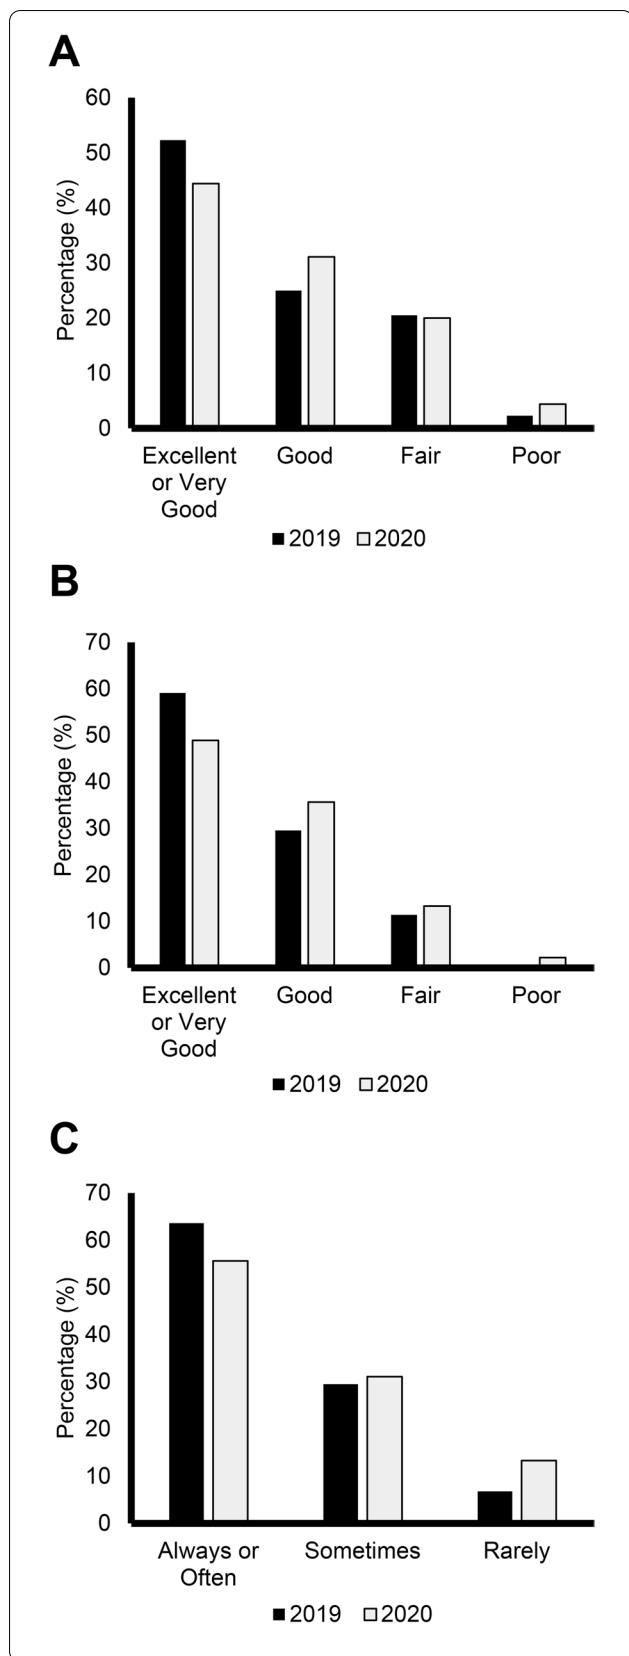 A
60
50
40
30
20
10
0
Percentage (%)
Excellent
or Very
Good
Good
Fair
Poor
2019 2020
B
70
60
50
40
30
20
10
0
Percentage (%)
Excellent
or Very
Good
Good
Fair
Poor
2019 2020
C
70
60
50
40
30
20
10
0
Percentage (%)
Always or
Often
Sometimes
Rarely
2019 2020